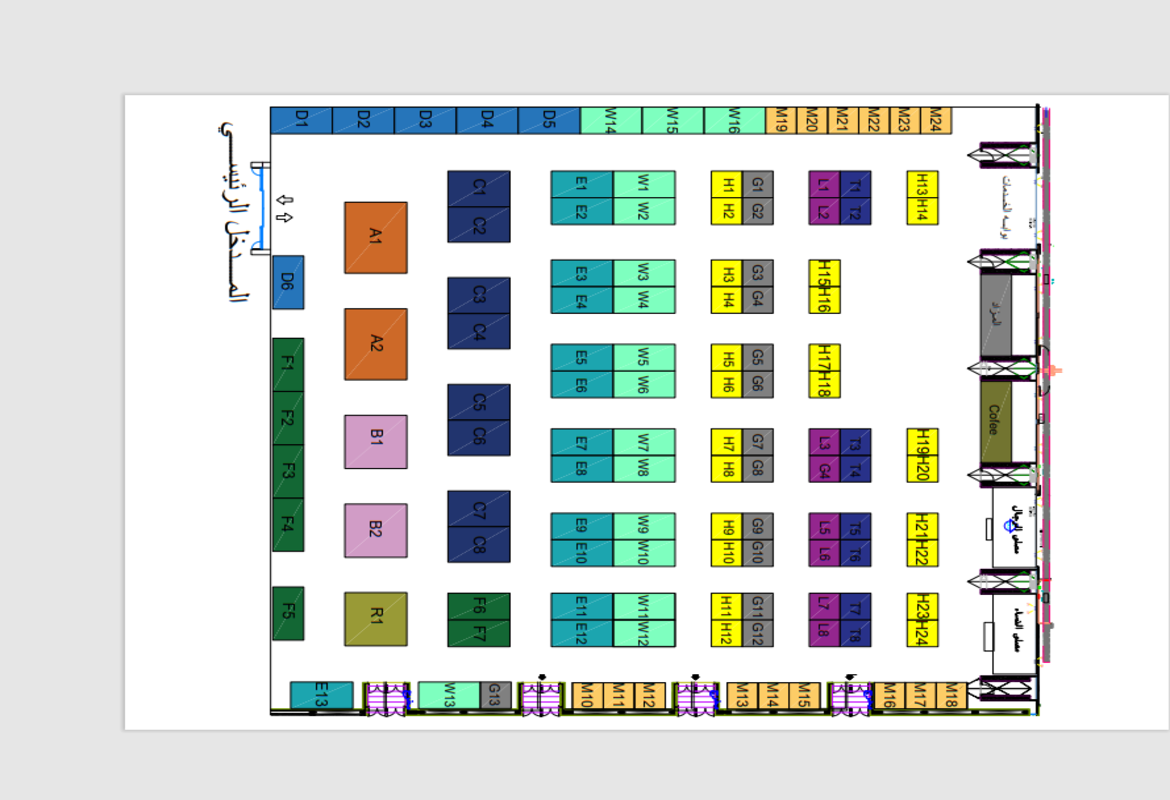 D1 D2 D3 D4 D5 W14 W15 W16 M19 M20 M21 M22 M23 M24
المدخل الرئيسي
C1 E1 W1 H1 G1 L1 T1 H13 H14
C2 E2 W2 H2 G2 L2 T2
بوابة الخدمات
A1
D6
C3 E3 W3 H3 G3 H15 H16
C4 E4 W4 H4 G4
المزاد
A2
F1
E5 W5 H5 G5 H17 H18
E6 W6 H6 G6
C5
F2
B1
C6 E7 W7 H7 G7 L3 T3 H19 H20
Cofee
F3
E8 W8 H8 G8 G4 T4
C7
F4
B2
C8 E9 W9 H9 G9 L5 T5 H21 H22
E10 W10 H10 G10 L6 T6
مصلى الرجال
F5
R1
F6 E11 W11 H11 G11 L7 T7 H23 H24
F7 E12 W12 H12 G12 L8 T8
مصلى النساء
E13 W13 G13 M10 M11 M12 M13 M14 M15 M16 M17 M18